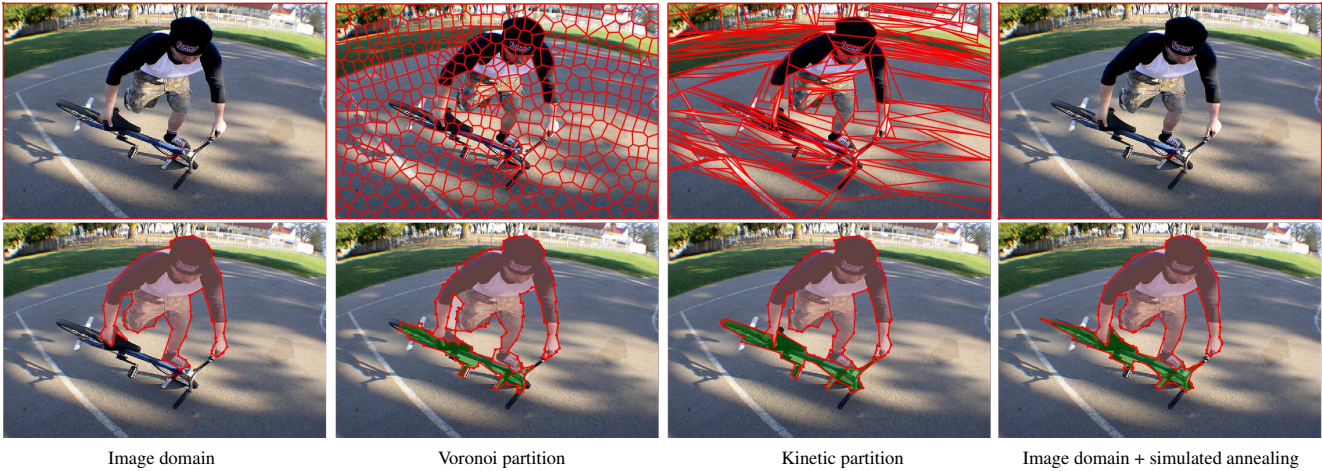 Image domain
Voronoi partition
Kinetic partition
Image domain + simulated annealing